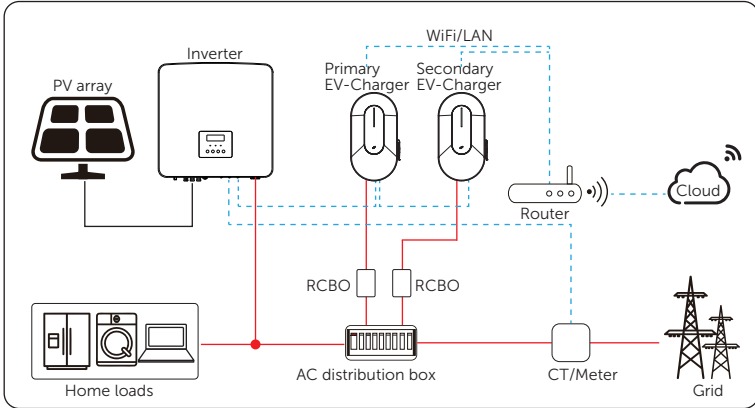 WiFi/LAN
Inverter
Primary
EV-Charger
Secondary
EV-Charger
PV array
Cloud
Router
RCBO
RCBO
Home loads
AC distribution box
CT/Meter
Grid